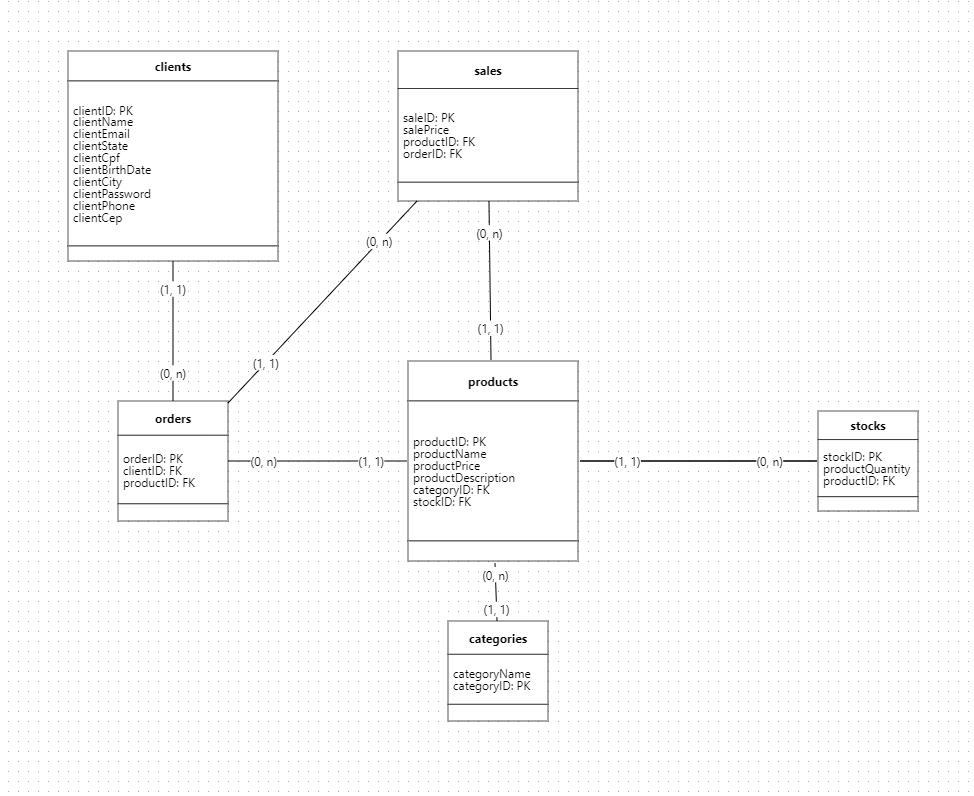 clients
clientID: PK
clientName
clientEmail
clientState
clientCpf
clientBirthDate
clientCity
clientPassword
clientPhone
clientCep
sales
saleID: PK
salePrice
productID: FK
orderID: FK
(0, n)
(0, n)
(1, 1)
(1, 1)
(1, 1)
(0, n)
orders
orderID: PK
clientID: FK
productID: FK
(0, n)
(1, 1)
products
productID: PK
productName
productPrice
productDescription
categoryID: FK
stockID: FK
(1, 1)
(0, n)
stocks
stockID: PK
productQuantity
productID: FK
(0, n)
(1, 1)
categories
categoryName
categoryID: PK